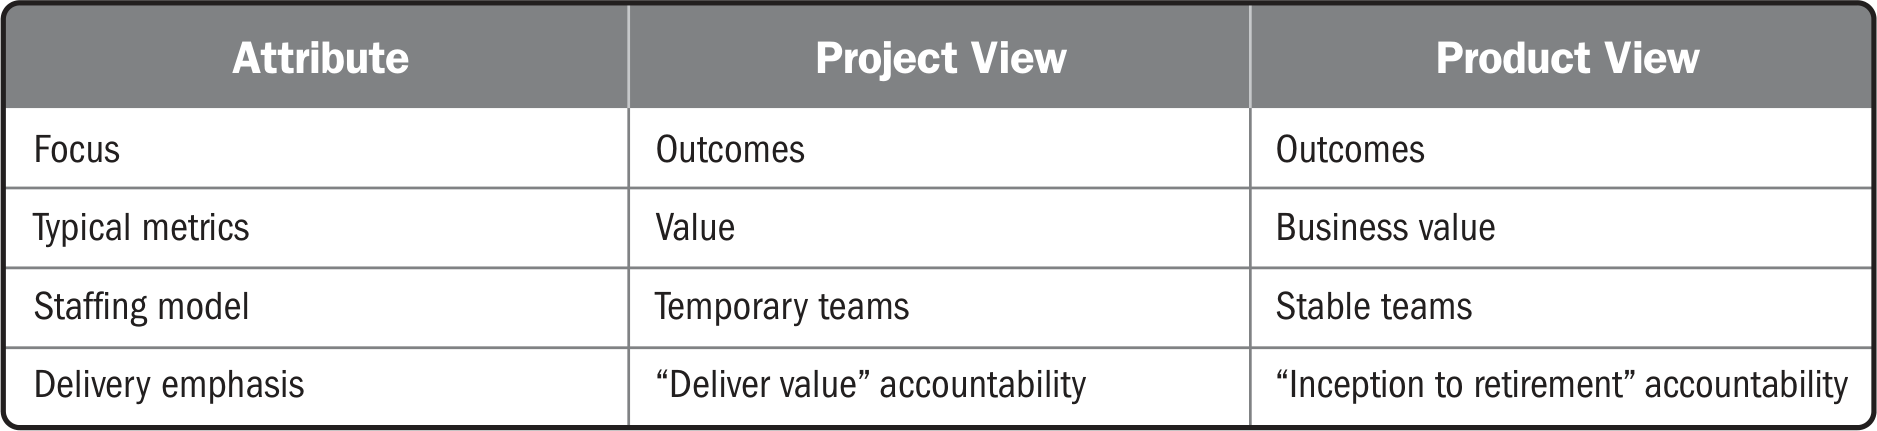 Attribute Project View Product View
Focus Outcomes Outcomes
Typical metrics Value Business value
Staffing model Temporary teams Stable teams
Delivery emphasis “Deliver value” accountability “Inception to retirement” accountability